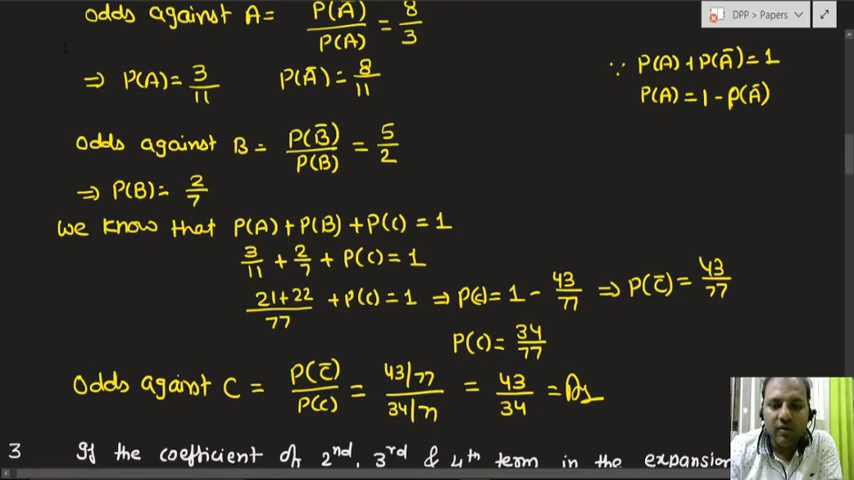 DPP > Papers
odds against A = P(Ā)/P(A) = 8/3
⇒ P(A) = 3/11 P(Ā) = 8/11
∵ P(A) + P(Ā) = 1
P(A) = 1 - P(Ā)
odds against B = P(B̄)/P(B) = 5/2
⇒ P(B) = 2/7
we know that P(A) + P(B) + P(C) = 1
3/11 + 2/7 + P(C) = 1
21+22/77 + P(C) = 1 ⇒ P(C) = 1 - 43/77 ⇒ P(C̄) = 43/77
P(C) = 34/77
odds against C = P(C̄)/P(C) = 43/77/34/77 = 43/34 =
3 If the coefficient of 2nd, 3rd & 4th term in the expansion